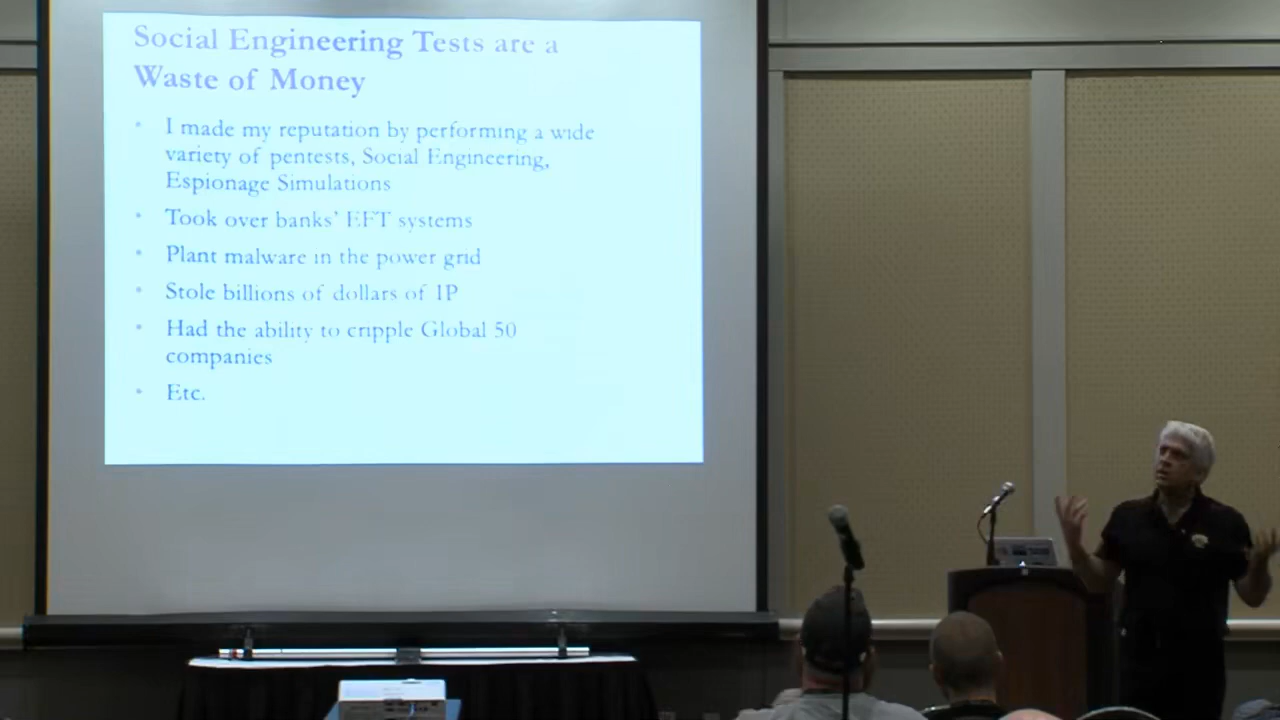 Social Engineering Tests are a
Waste of Money
• I made my reputation by performing a wide
variety of pentests, Social Engineering,
Espionage Simulations
• Took over banks' EFT systems
• Plant malware in the power grid
• Stole billions of dollars of IP
• Had the ability to cripple Global 50
companies
• Etc.